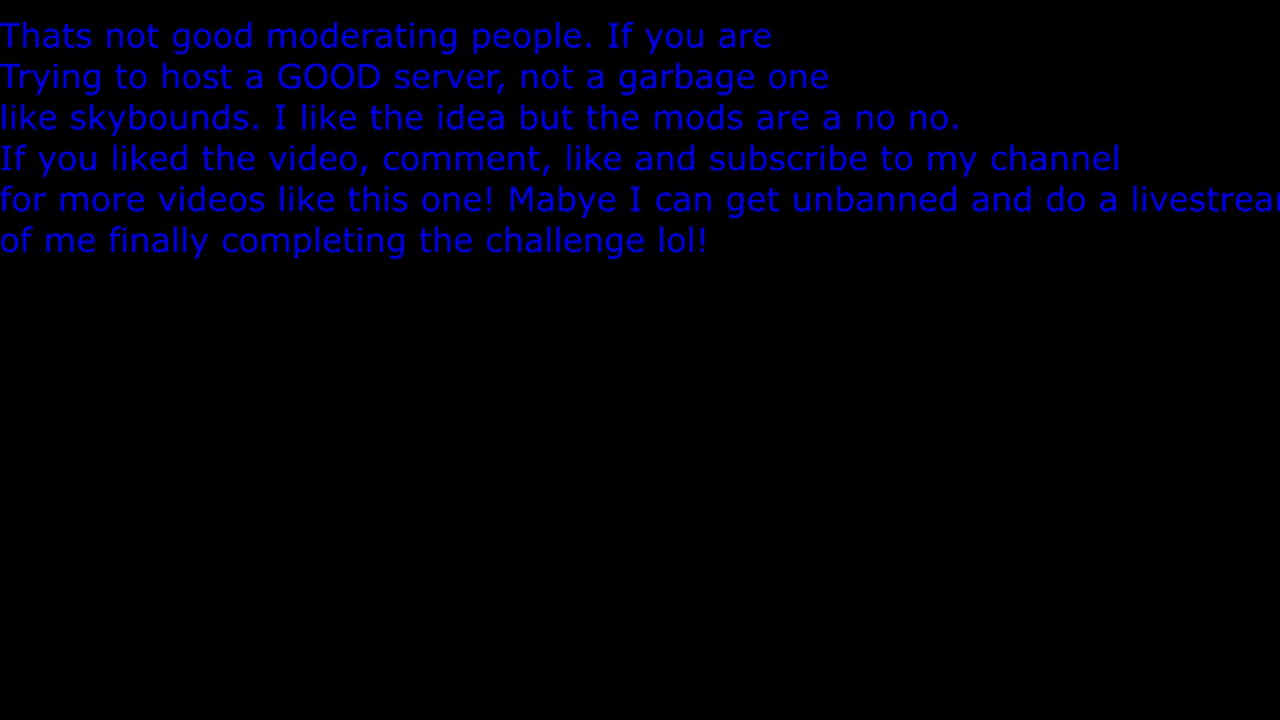 Thats not good moderating people. If you are
Trying to host a GOOD server, not a garbage one
like skybounds. I like the idea but the mods are a no no.
If you liked the video, comment, like and subscribe to my channel
for more videos like this one! Mabye I can get unbanned and do a
of me finally completing the challenge lol!